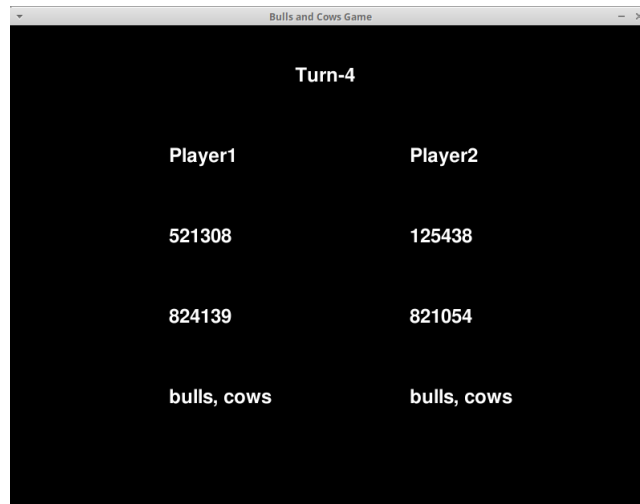 Bulls and Cows Game
Turn-4
Player1 Player2
521308 125438
824139 821054
bulls, cows bulls, cows